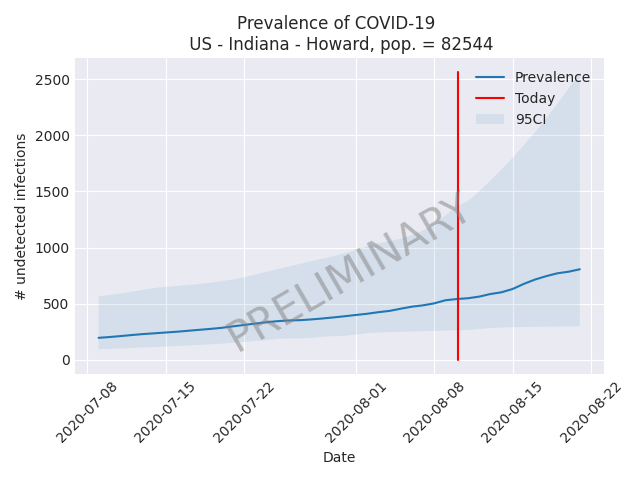 Prevalence of COVID-19
US - Indiana - Howard, pop. = 82544
# undetected infections
2500
2000
1500
1000
500
0
Prevalence
Today
95CI
PRELIMINARY
2020-07-08
2020-07-15
2020-07-22
2020-08-01
2020-08-08
2020-08-15
2020-08-22
Date